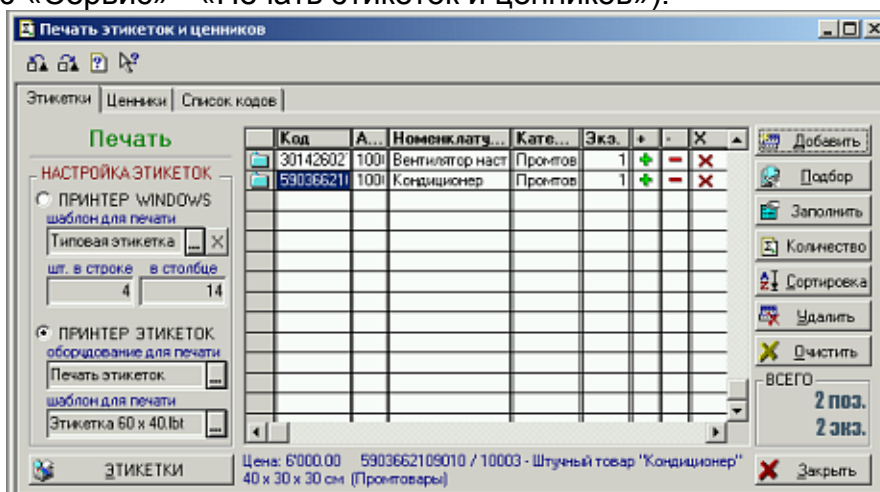 «Сервис» – «Печать этикеток и ценников»).
Печать этикеток и ценников
Этикетки Ценники Список кодов
Печать
НАСТРОЙКА ЭТИКЕТОК
ПРИНТЕР WINDOWS
шаблон для печати
Типовая этикетка ... X
шт. в строке в столбце
4 14
ПРИНТЕР ЭТИКЕТОК
оборудование для печати
Печать этикеток ...
шаблон для печати
Этикетка 60 x 40.lbt ...
ЭТИКЕТКИ
Код А... Номенклату... Кате... Экз. + - X
30142602 100 Вентилятор наст Промтов 1
590366210 100 Кондиционер Промтов 1
Цена: 6'000.00 5903662109010 / 10003 - Штучный товар "Кондиционер"
40 x 30 x 30 см (Промтовары)
Добавить
Подбор
Заполнить
Количество
Сортировка
Удалить
Очистить
ВСЕГО
2 поз.
2 экз.
Закрыть